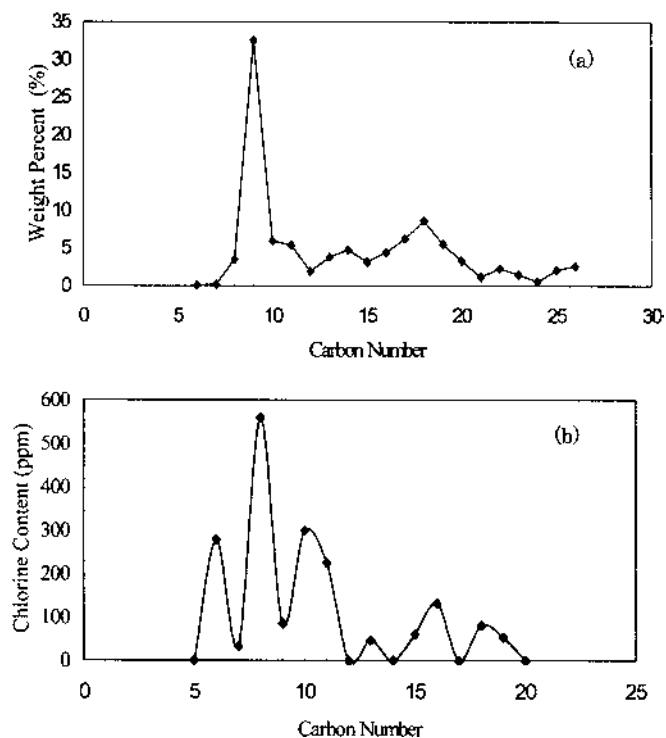 35
30
25
20
15
10
5
0
Weight Percent (%)
(a)
0 5 10 15 20 25 30
Carbon Number
600
500
400
300
200
100
0
Chlorine Content (ppm)
(b)
0 5 10 15 20 25
Carbon Number